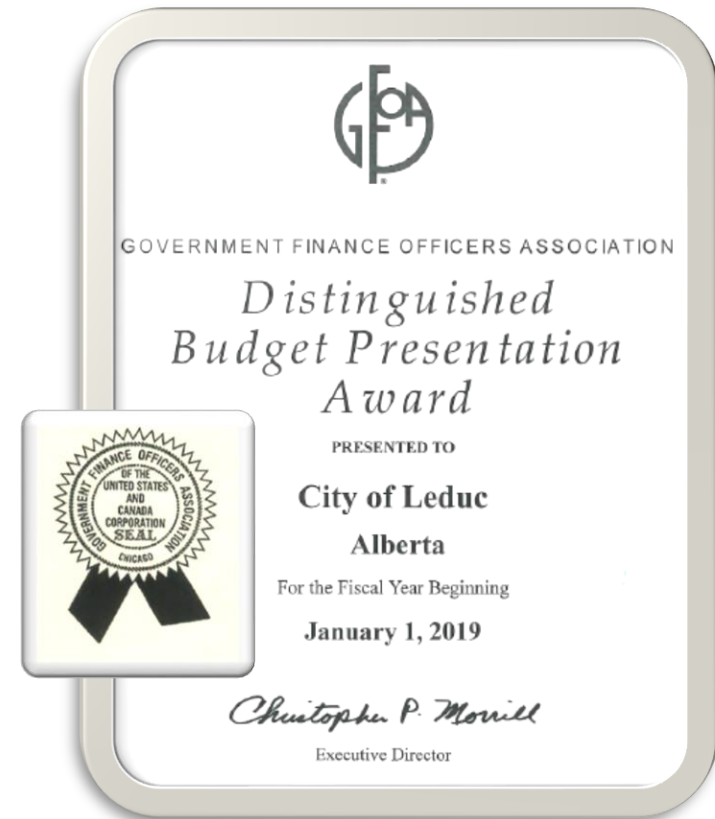 GFOA
GOVERNMENT FINANCE OFFICERS ASSOCIATION
Distinguished
Budget Presentation
Award
PRESENTED TO
City of Leduc
Alberta
For the Fiscal Year Beginning
January 1, 2019
Christopher P. Morrill
Executive Director
GOVERNMENT FINANCE OFFICERS ASSOCIATION
OF THE
UNITED STATES
AND
CANADA
CORPORATION
SEAL
CHICAGO